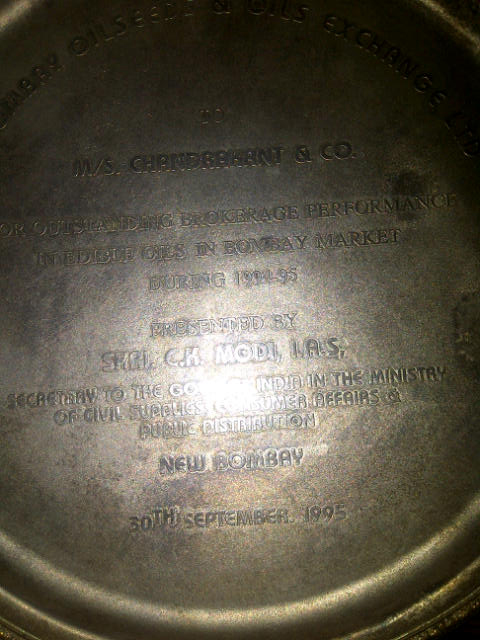 OMBAY OILSEEDS & OILS EXCHANGE LTD
TO
M/S. CHANDRAKANT & CO.
OR OUTSTANDING BROKERAGE PERFORMANCE
IN EDIBLE OILS IN BOMBAY MARKET
DURING 1994-95
PRESENTED BY
SHRI. C.K. MODI, I.A.S,
SECRETARY TO THE GOVT OF INDIA IN THE MINISTRY
OF CIVIL SUPPLIES, CONSUMER AFFAIRS &
PUBLIC DISTRIBUTION
NEW BOMBAY
30TH SEPTEMBER, 1995